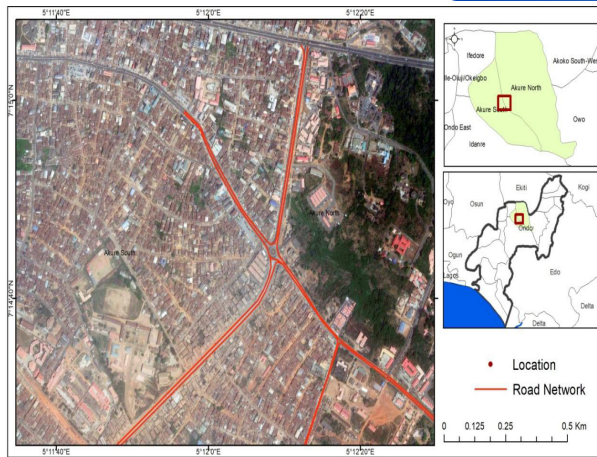 5°11'40"E
5°12'0"E
5°12'20"E
7°15'0"N
7°14'40"N
Akure North
Akure South
5°11'40"E
5°12'0"E
5°12'20"E
Ifedore
Akoko South-Wes
Ile-Oluji/Okeigbo
Akure North
Akure South
Owo
Ondo East
Idanre
Ekiti
Kogi
Oyo
Osun
Ondo
Ogun
Edo
Lagos
Delta
Delta
Location
Road Network
0 0.125 0.25 0.5 Km